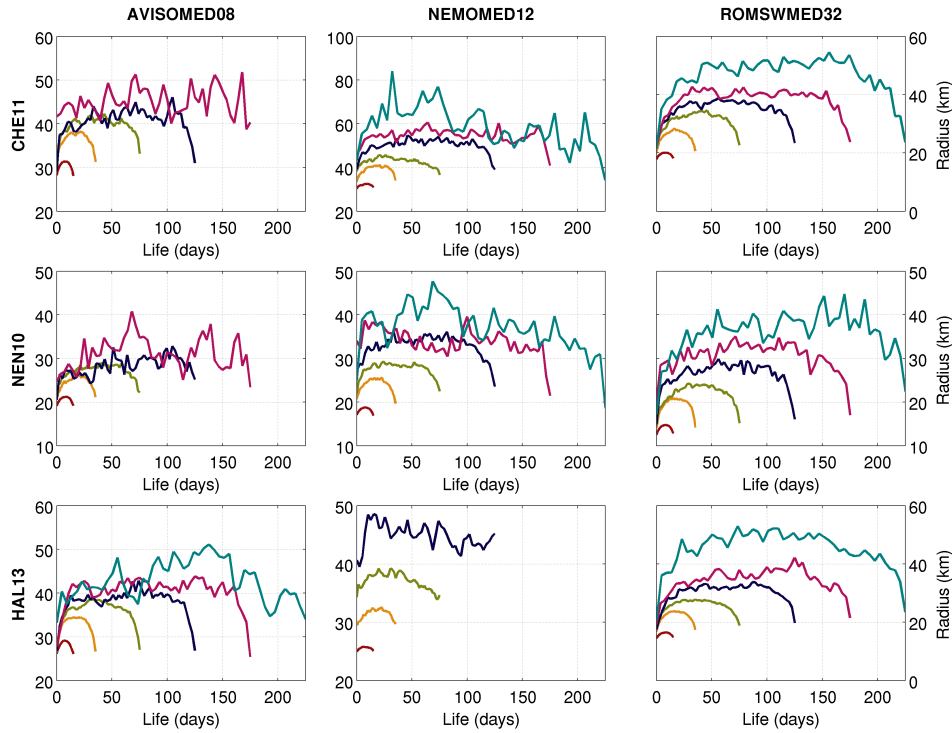 AVISOMED08 NEMOMED12 ROMSWMED32
CHE11
60 50 40 30 20
0 50 100 150 200
Life (days)
100 80 60 40 20
0 50 100 150 200
Life (days)
60 40 20 0
Radius (km)
0 50 100 150 200
Life (days)
NEN10
50 40 30 20 10
0 50 100 150 200
Life (days)
50 40 30 20 10
0 50 100 150 200
Life (days)
60 40 20 0
Radius (km)
0 50 100 150 200
Life (days)
HAL13
60 50 40 30 20
0 50 100 150 200
Life (days)
50 40 30 20
0 50 100 150 200
Life (days)
60 40 20 0
Radius (km)
0 50 100 150 200
Life (days)